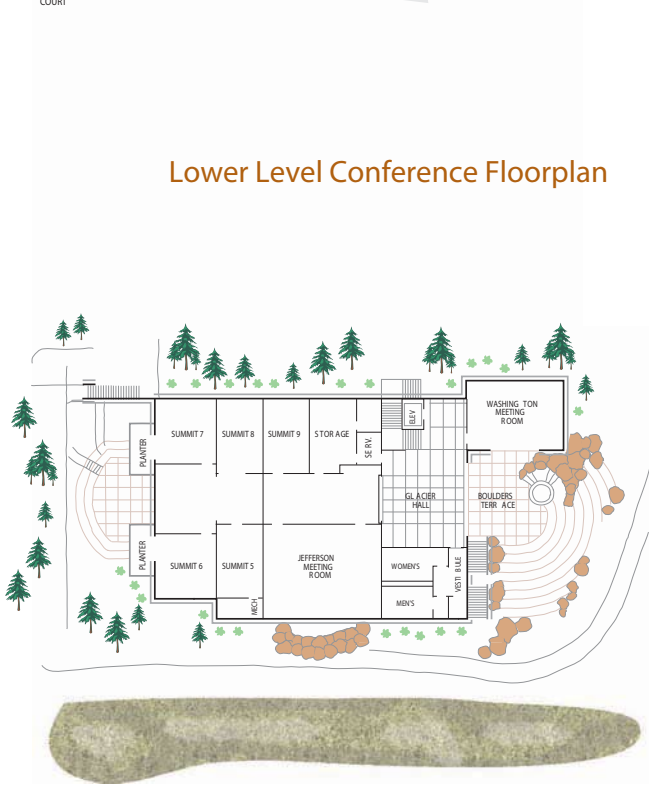 COURT
Lower Level Conference Floorplan
WASHING TON
MEETING
ROOM
ELEV
SUMMIT 7
SUMMIT 8
SUMMIT 9
S TOR AGE
SE RV.
PLANTER
GL ACIER
HALL
BOULDERS
TERR ACE
PLANTER
SUMMIT 6
SUMMIT 5
JEFFERSON
MEETING
ROOM
WOMEN'S
VESTI BULE
MECH
MEN'S